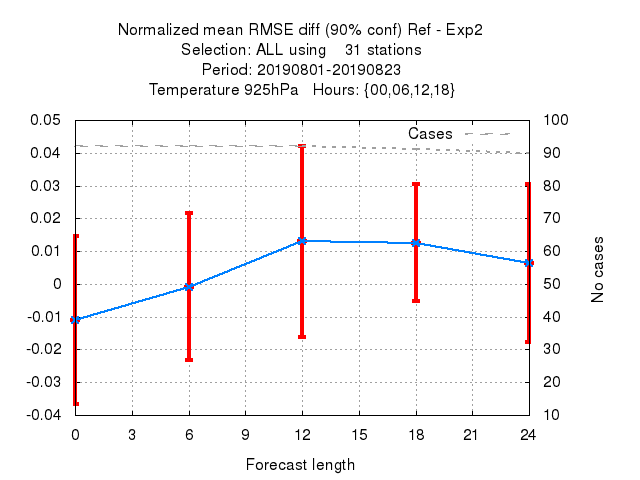 Normalized mean RMSE diff (90% conf) Ref - Exp2
Selection: ALL using    31 stations
Period: 20190801-20190823
Temperature 925hPa   Hours: {00,06,12,18}
Cases
0.05
0.04
0.03
0.02
0.01
0
-0.01
-0.02
-0.03
-0.04
100
90
80
70
60
50
40
30
20
10
No cases
0 3 6 9 12 15 18 21 24
Forecast length